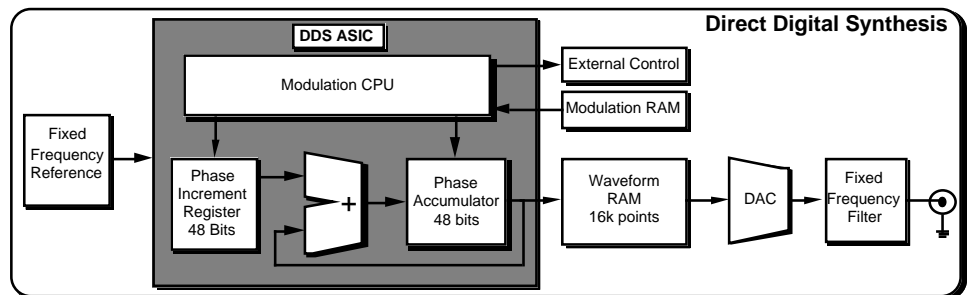 Direct Digital Synthesis
DDS ASIC
Modulation CPU
External Control
Modulation RAM
Fixed
Frequency
Reference
Phase
Increment
Register
48 Bits
+
Phase
Accumulator
48 bits
Waveform
RAM
16k points
DAC
Fixed
Frequency
Filter